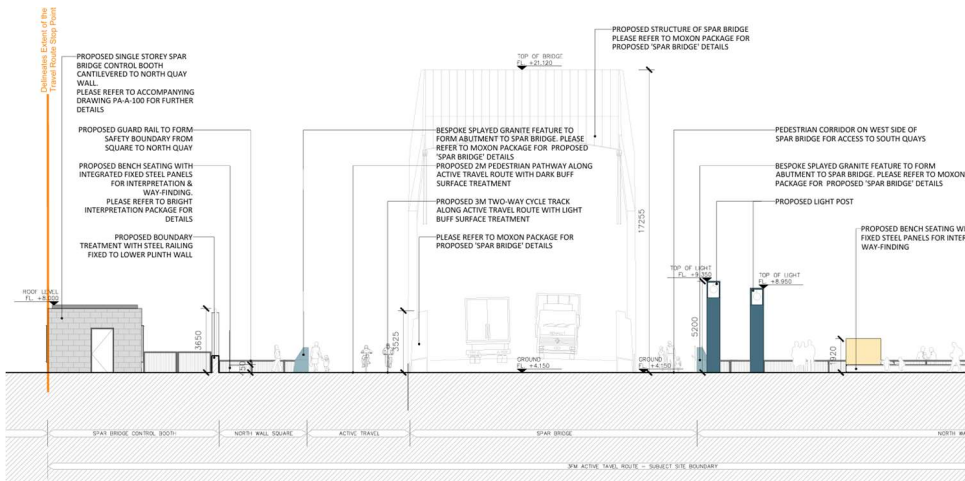 Delineates Extent of the
Travel Route Stop Point
PROPOSED SINGLE STOREY SPAR
BRIDGE CONTROL BOOTH
CANTILEVERED TO NORTH QUAY
WALL.
PLEASE REFER TO ACCOMPANYING
DRAWING PA-A-100 FOR FURTHER
DETAILS
PROPOSED GUARD RAIL TO FORM
SAFETY BOUNDARY FROM
SQUARE TO NORTH QUAY
PROPOSED BENCH SEATING WITH
INTEGRATED FIXED STEEL PANELS
FOR INTERPRETATION &
WAY-FINDING.
PLEASE REFER TO BRIGHT
INTERPRETATION PACKAGE FOR
DETAILS
PROPOSED BOUNDARY
TREATMENT WITH STEEL RAILING
FIXED TO LOWER PLINTH WALL
ROOF LEVEL
FL. +8,000
3650
TOP OF BRIDGE
FL. +21,120
PROPOSED STRUCTURE OF SPAR BRIDGE
PLEASE REFER TO MOXON PACKAGE FOR
PROPOSED 'SPAR BRIDGE' DETAILS
BESPOKE SPLAYED GRANITE FEATURE TO
FORM ABUTMENT TO SPAR BRIDGE. PLEASE
REFER TO MOXON PACKAGE FOR PROPOSED
'SPAR BRIDGE' DETAILS
PROPOSED 2M PEDESTRIAN PATHWAY ALONG
ACTIVE TRAVEL ROUTE WITH DARK BUFF
SURFACE TREATMENT
PROPOSED 3M TWO-WAY CYCLE TRACK
ALONG ACTIVE TRAVEL ROUTE WITH LIGHT
BUFF SURFACE TREATMENT
PLEASE REFER TO MOXON PACKAGE FOR
PROPOSED 'SPAR BRIDGE' DETAILS
3525
17255
GROUND
FL. +4,150
GROUND
FL. +4,150
PEDESTRIAN CORRIDOR ON WEST SIDE OF
SPAR BRIDGE FOR ACCESS TO SOUTH QUAYS
BESPOKE SPLAYED GRANITE FEATURE TO FORM
ABUTMENT TO SPAR BRIDGE. PLEASE REFER TO MOXON
PACKAGE FOR PROPOSED 'SPAR BRIDGE' DETAILS
PROPOSED LIGHT POST
PROPOSED BENCH SEATING
FIXED STEEL PANELS FOR
WAY-FINDING
TOP OF LIGHT
FL. +9,350
TOP OF LIGHT
FL. +8,950
5200
SPAR BRIDGE CONTROL BOOTH
NORTH WALL SQUARE
ACTIVE TRAVEL
SPAR BRIDGE
NORTH
3FM ACTIVE TAVEL ROUTE – SUBJECT SITE BOUNDARY